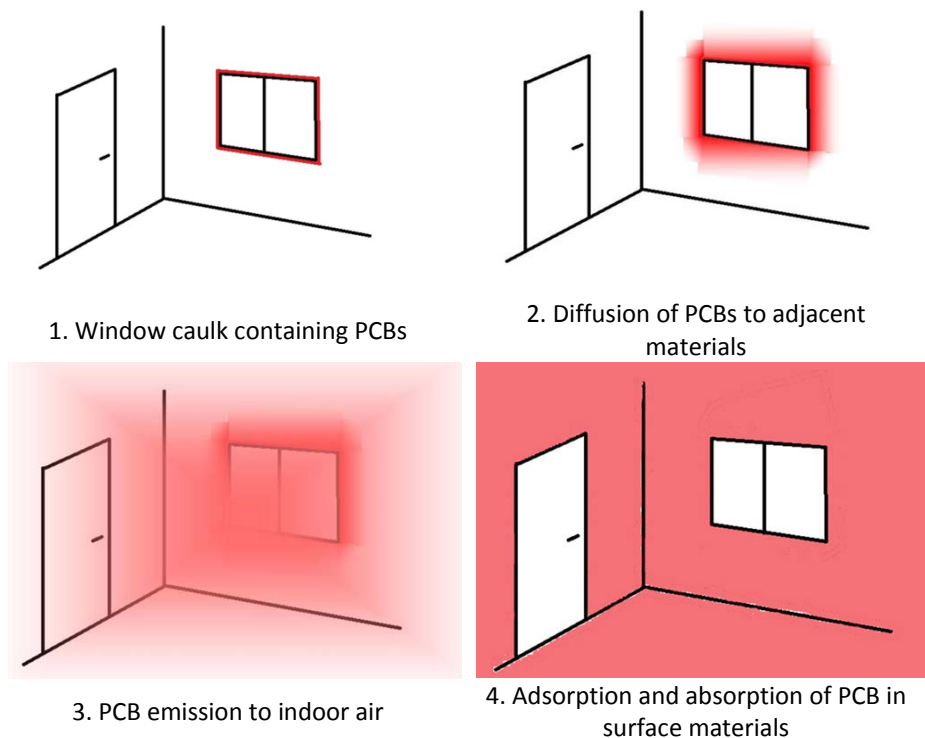 1. Window caulk containing PCBs
2. Diffusion of PCBs to adjacent
materials
3. PCB emission to indoor air
4. Adsorption and absorption of PCB in
surface materials